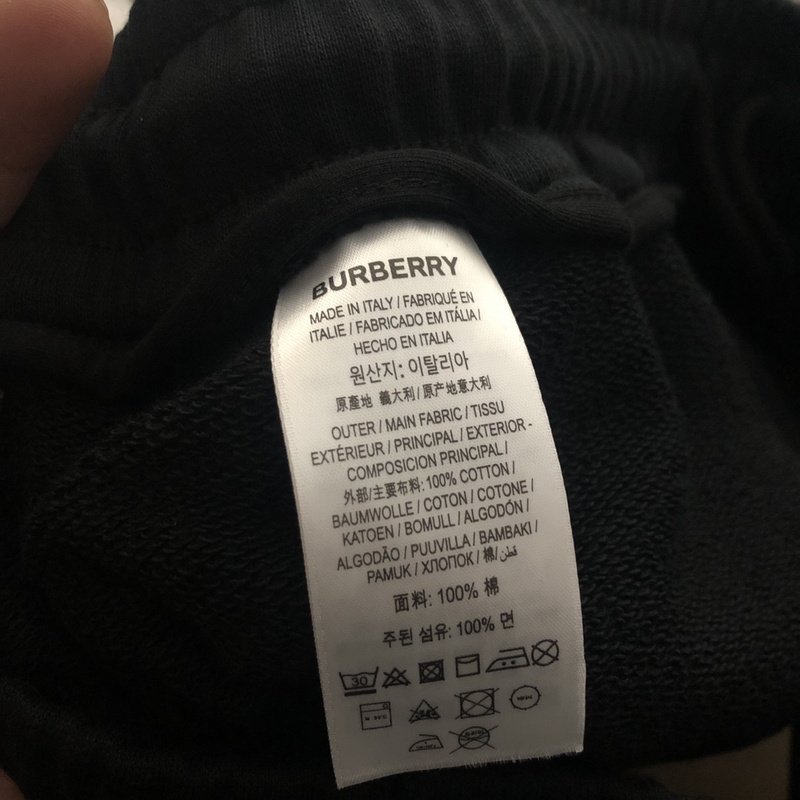 BURBERRY
MADE IN ITALY / FABRIQUÉ EN
ITALIE / FABRICADO EM ITÁLIA /
HECHO EN ITALIA
원산지: 이탈리아
原產地 義大利 / 原产地意大利
OUTER / MAIN FABRIC / TISSU
EXTÉRIEUR / PRINCIPAL / EXTERIOR -
COMPOSICION PRINCIPAL /
外部/主要布料: 100% COTTON /
BAUMWOLLE / COTON / COTONE /
KATOEN / BOMULL / ALGODÓN /
ALGODÃO / PUUVILLA / BAMBAKI /
PAMUK / ХЛОПОК / 棉/قطن
面料: 100% 棉
주된 섬유: 100% 면
30